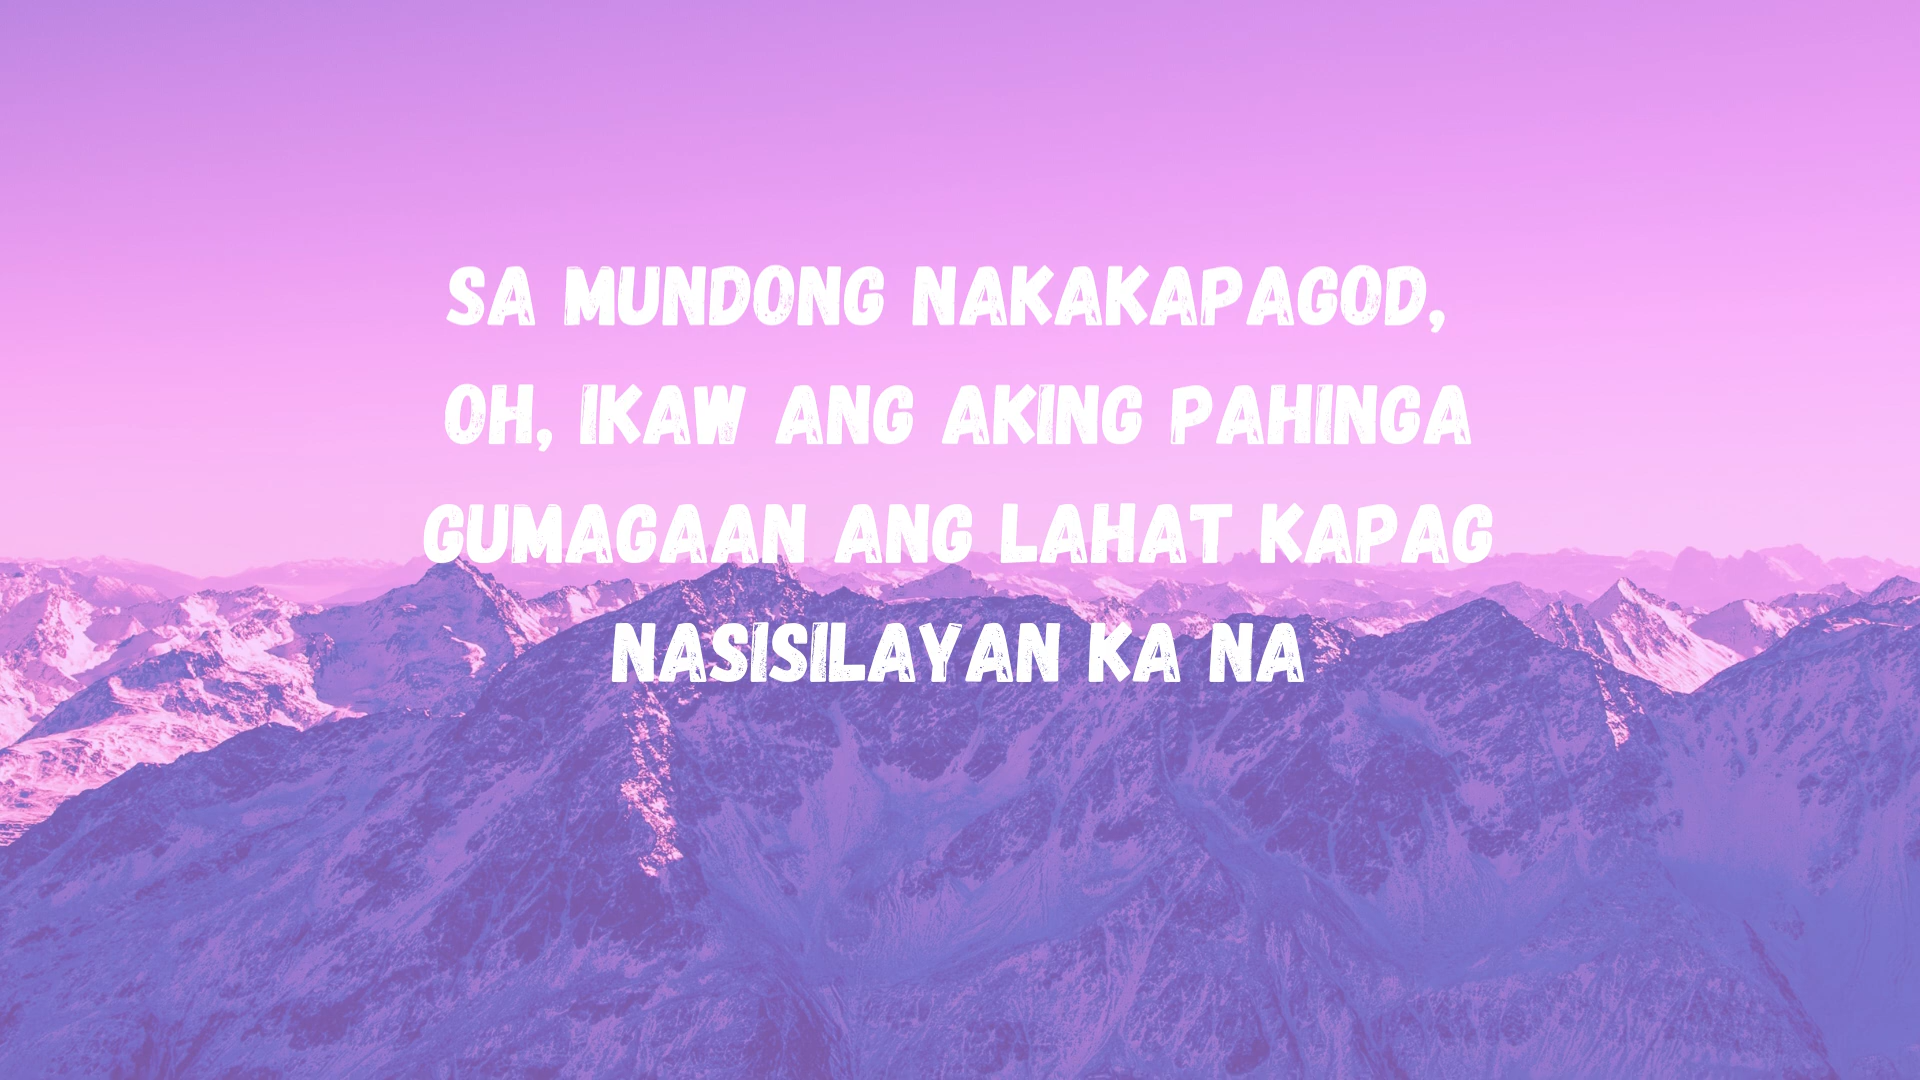 SA MUNDONG NAKAKAPAGOD,
OH, IKAW ANG AKING PAHINGA
GUMAGAAN ANG LAHAT KAPAG
NASISILAYAN KA NA